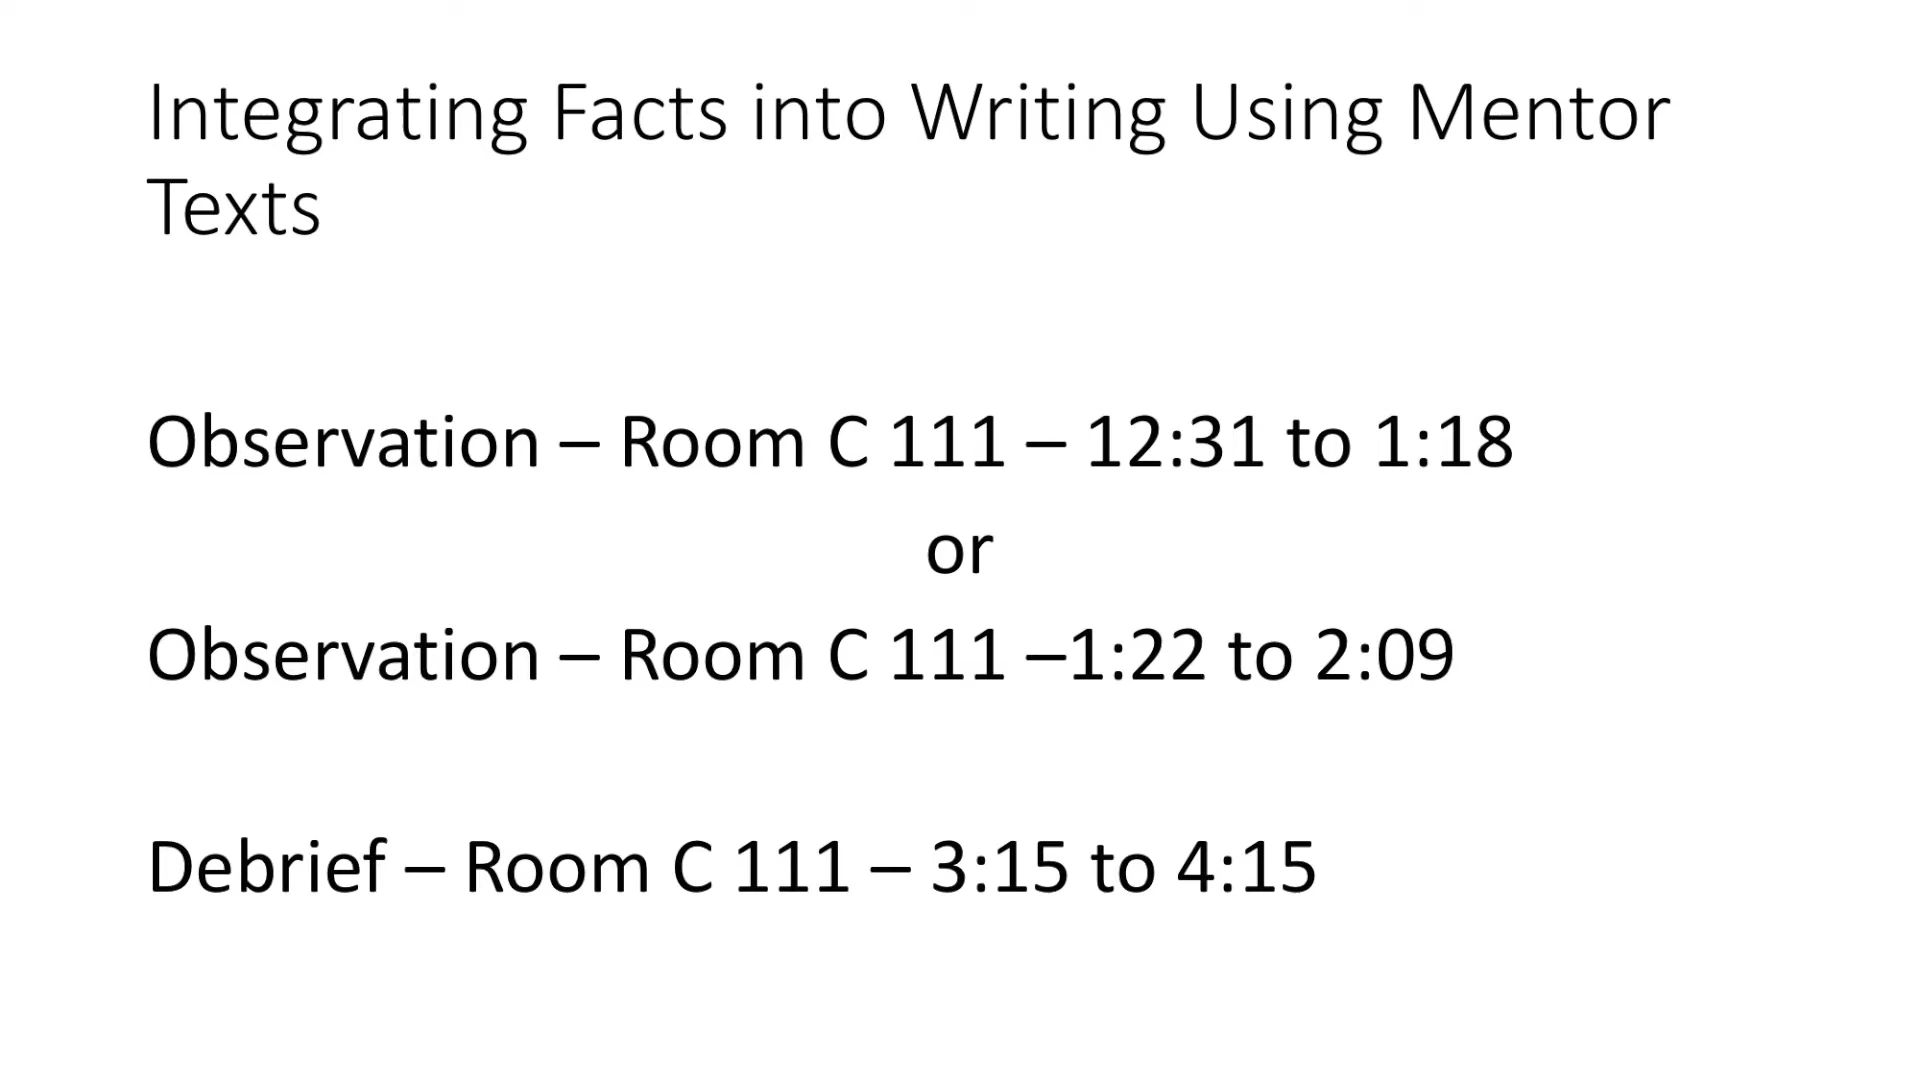 Integrating Facts into Writing Using Mentor
Texts
Observation – Room C 111 – 12:31 to 1:18
or
Observation – Room C 111 –1:22 to 2:09
Debrief – Room C 111 – 3:15 to 4:15